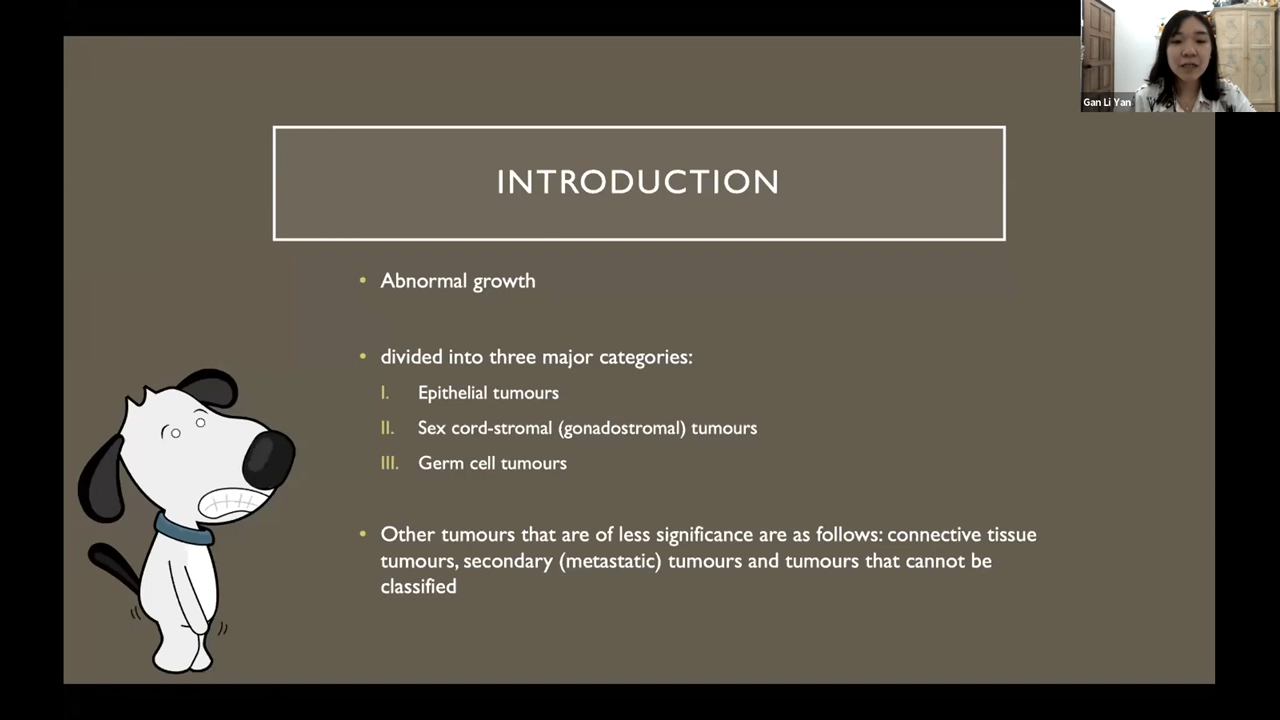 Gan Li Yan
INTRODUCTION
• Abnormal growth
• divided into three major categories:
I. Epithelial tumours
II. Sex cord-stromal (gonadostromal) tumours
III. Germ cell tumours
• Other tumours that are of less significance are as follows: connective tissue
tumours, secondary (metastatic) tumours and tumours that cannot be
classified